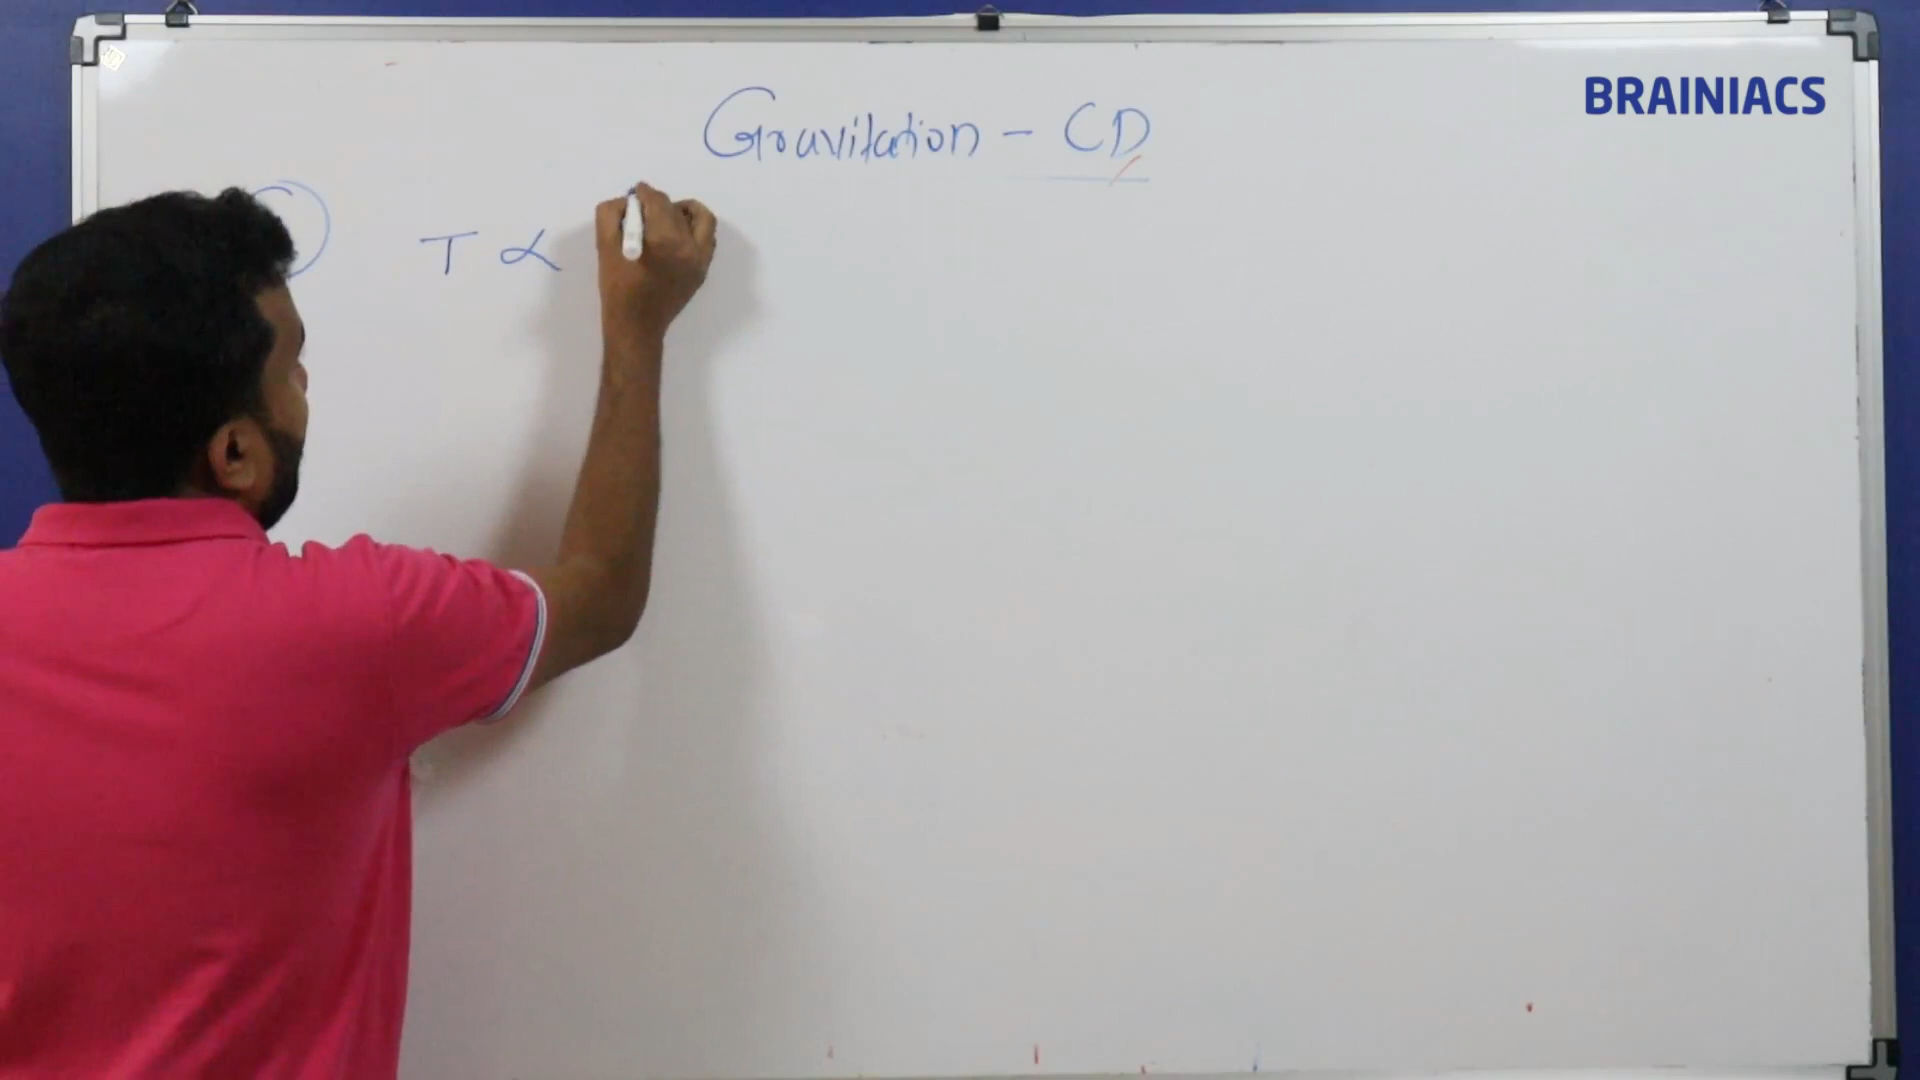 BRAINIACS
Gravitation - CD
T α